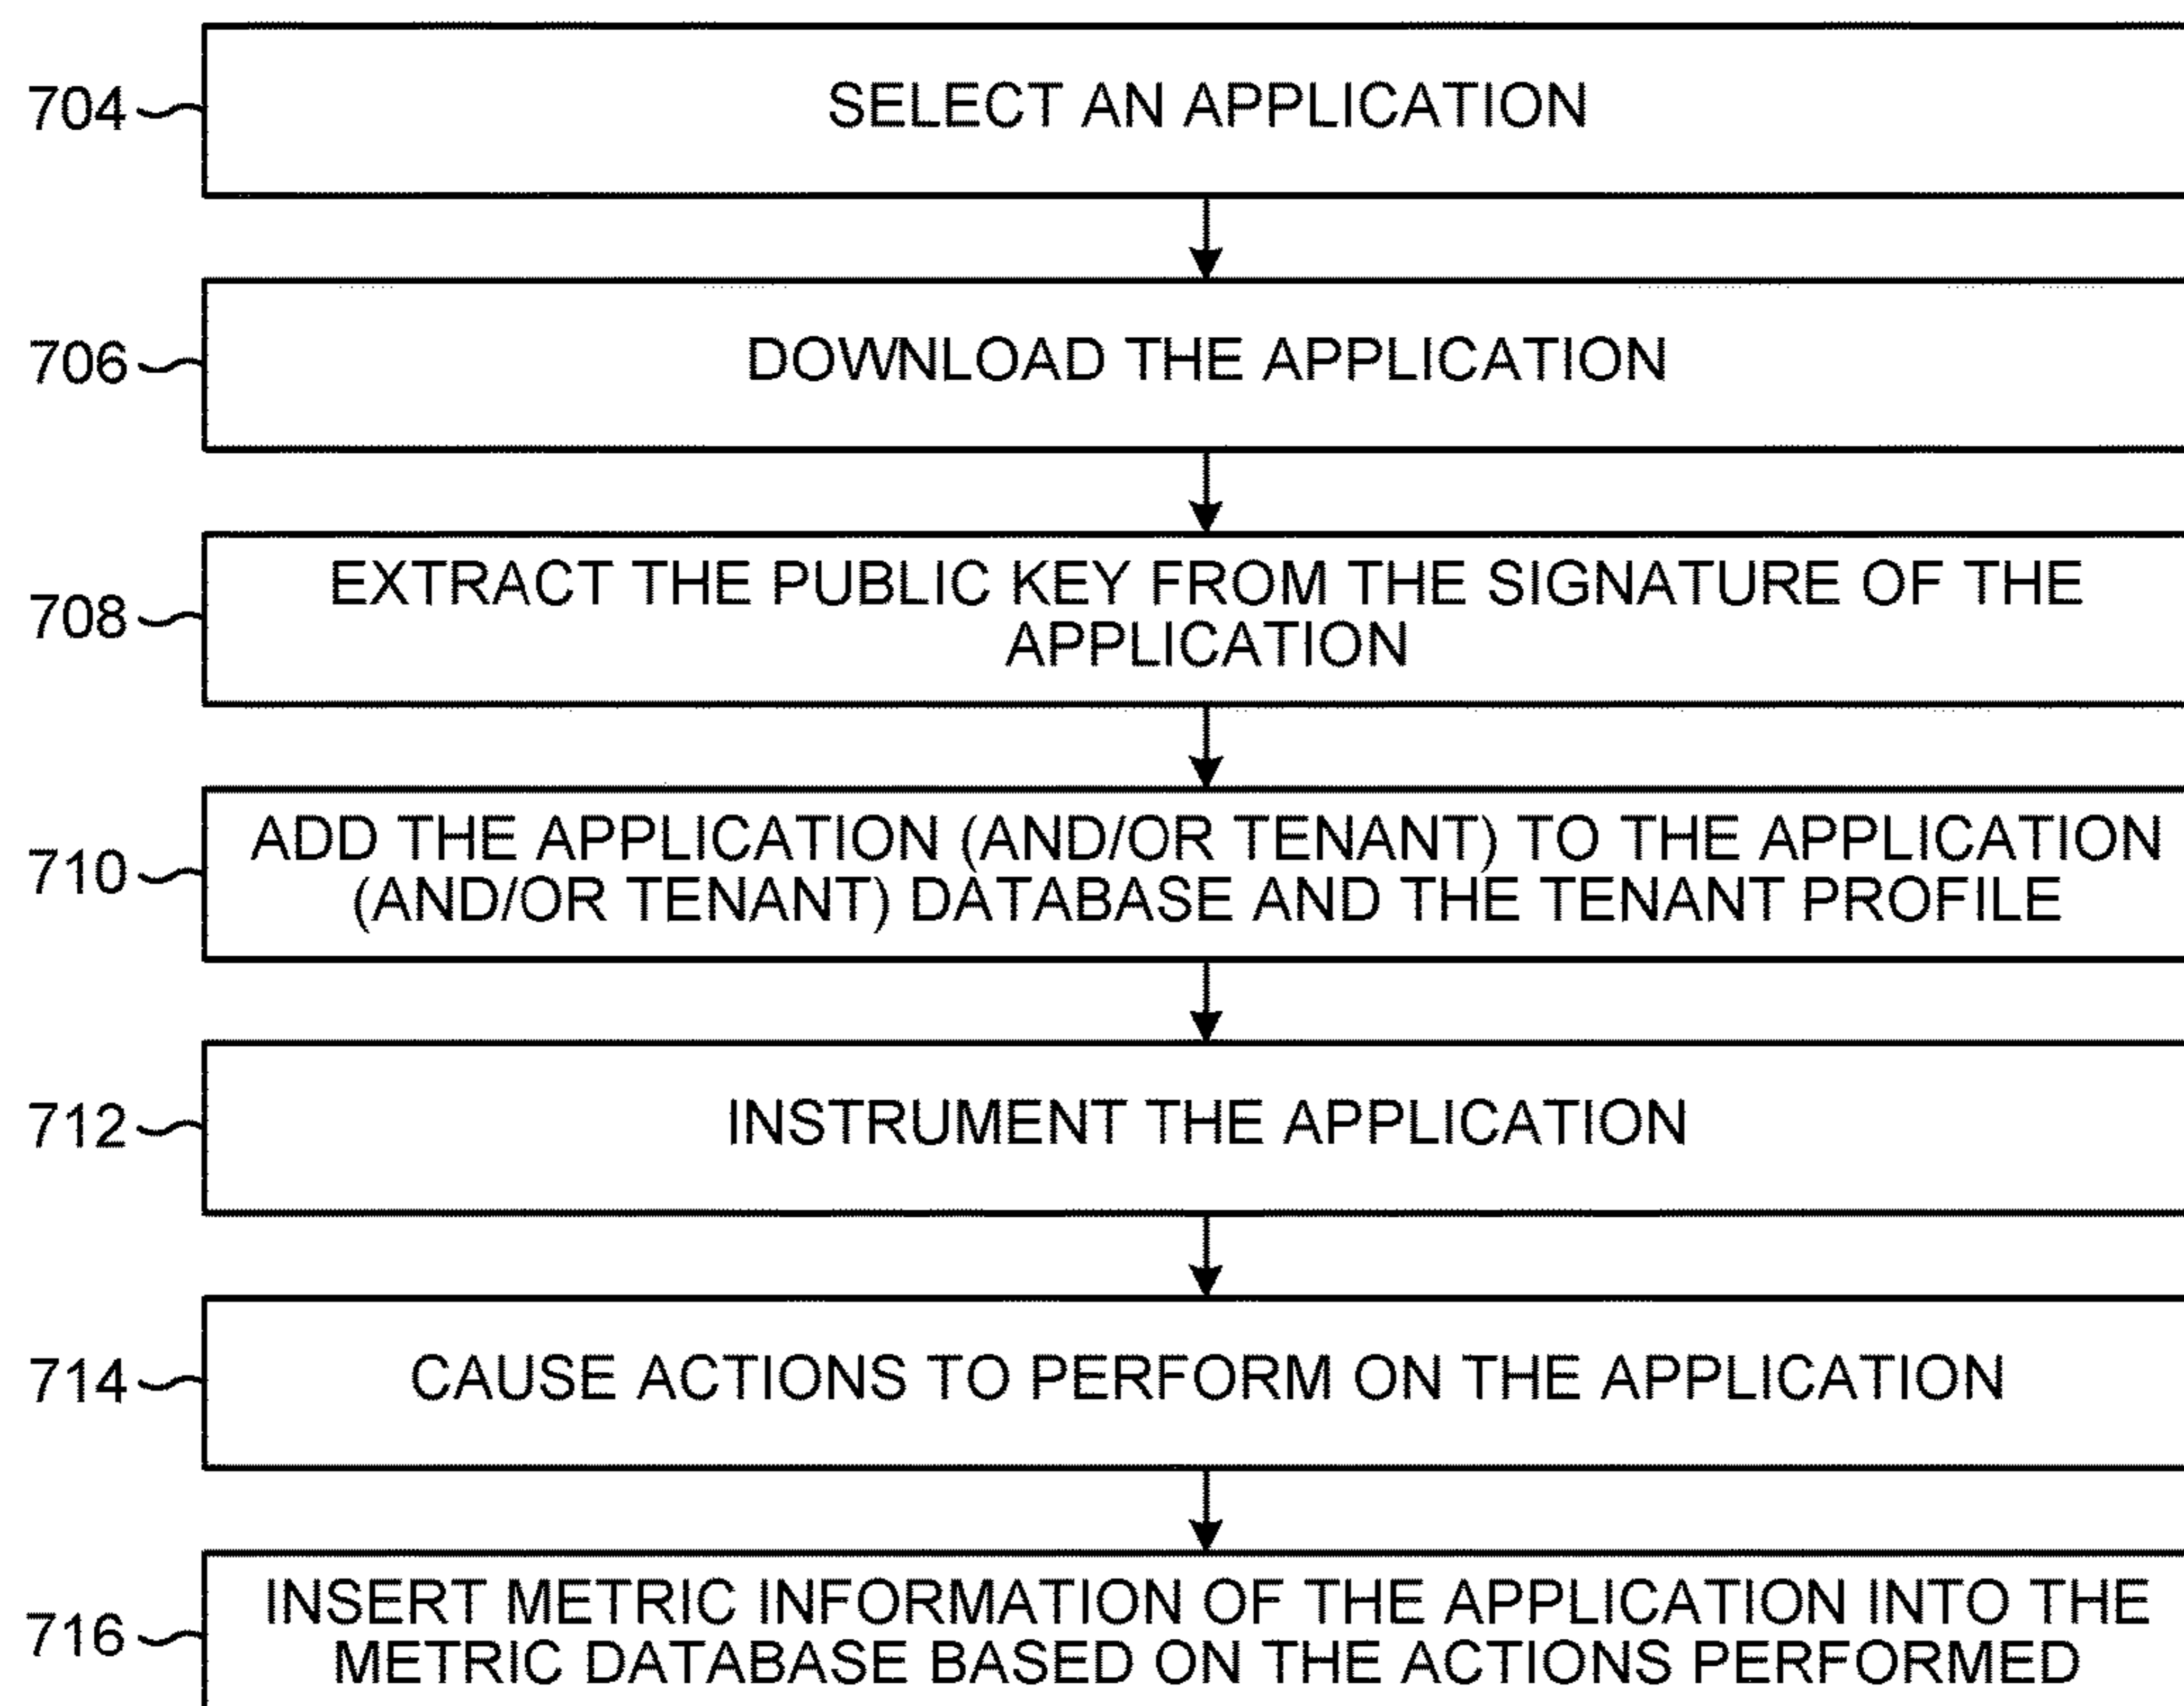 704
SELECT AN APPLICATION
706
DOWNLOAD THE APPLICATION
708
EXTRACT THE PUBLIC KEY FROM THE SIGNATURE OF THE
APPLICATION
710
ADD THE APPLICATION (AND/OR TENANT) TO THE APPLICATION
(AND/OR TENANT) DATABASE AND THE TENANT PROFILE
712
INSTRUMENT THE APPLICATION
714
CAUSE ACTIONS TO PERFORM ON THE APPLICATION
716
INSERT METRIC INFORMATION OF THE APPLICATION INTO THE
METRIC DATABASE BASED ON THE ACTIONS PERFORMED